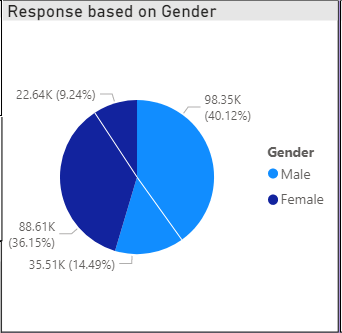 Response based on Gender
22.64K (9.24%)
98.35K
(40.12%)
Gender
Male
Female
88.61K
(36.15%)
35.51K (14.49%)